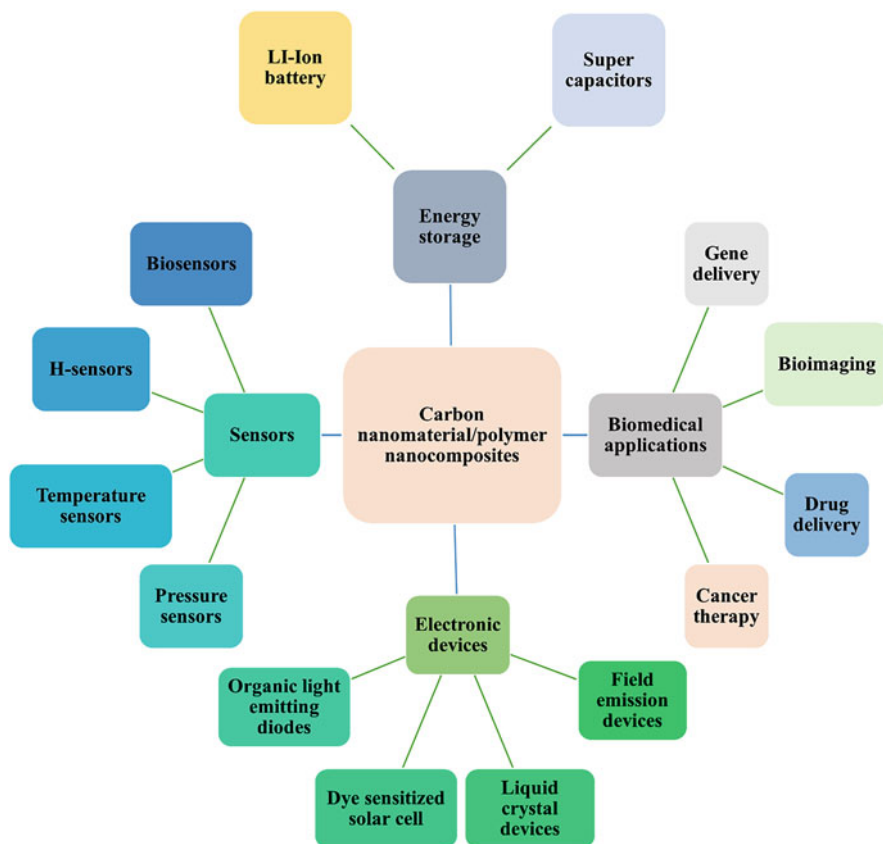 LI-Ion
battery
Super
capacitors
Energy
storage
Biosensors
Gene
delivery
H-sensors
Bioimaging
Sensors
Carbon
nanomaterial/polymer
nanocomposites
Biomedical
applications
Temperature
sensors
Drug
delivery
Pressure
sensors
Cancer
therapy
Electronic
devices
Organic light
emitting
diodes
Field
emission
devices
Dye sensitized
solar cell
Liquid
crystal
devices